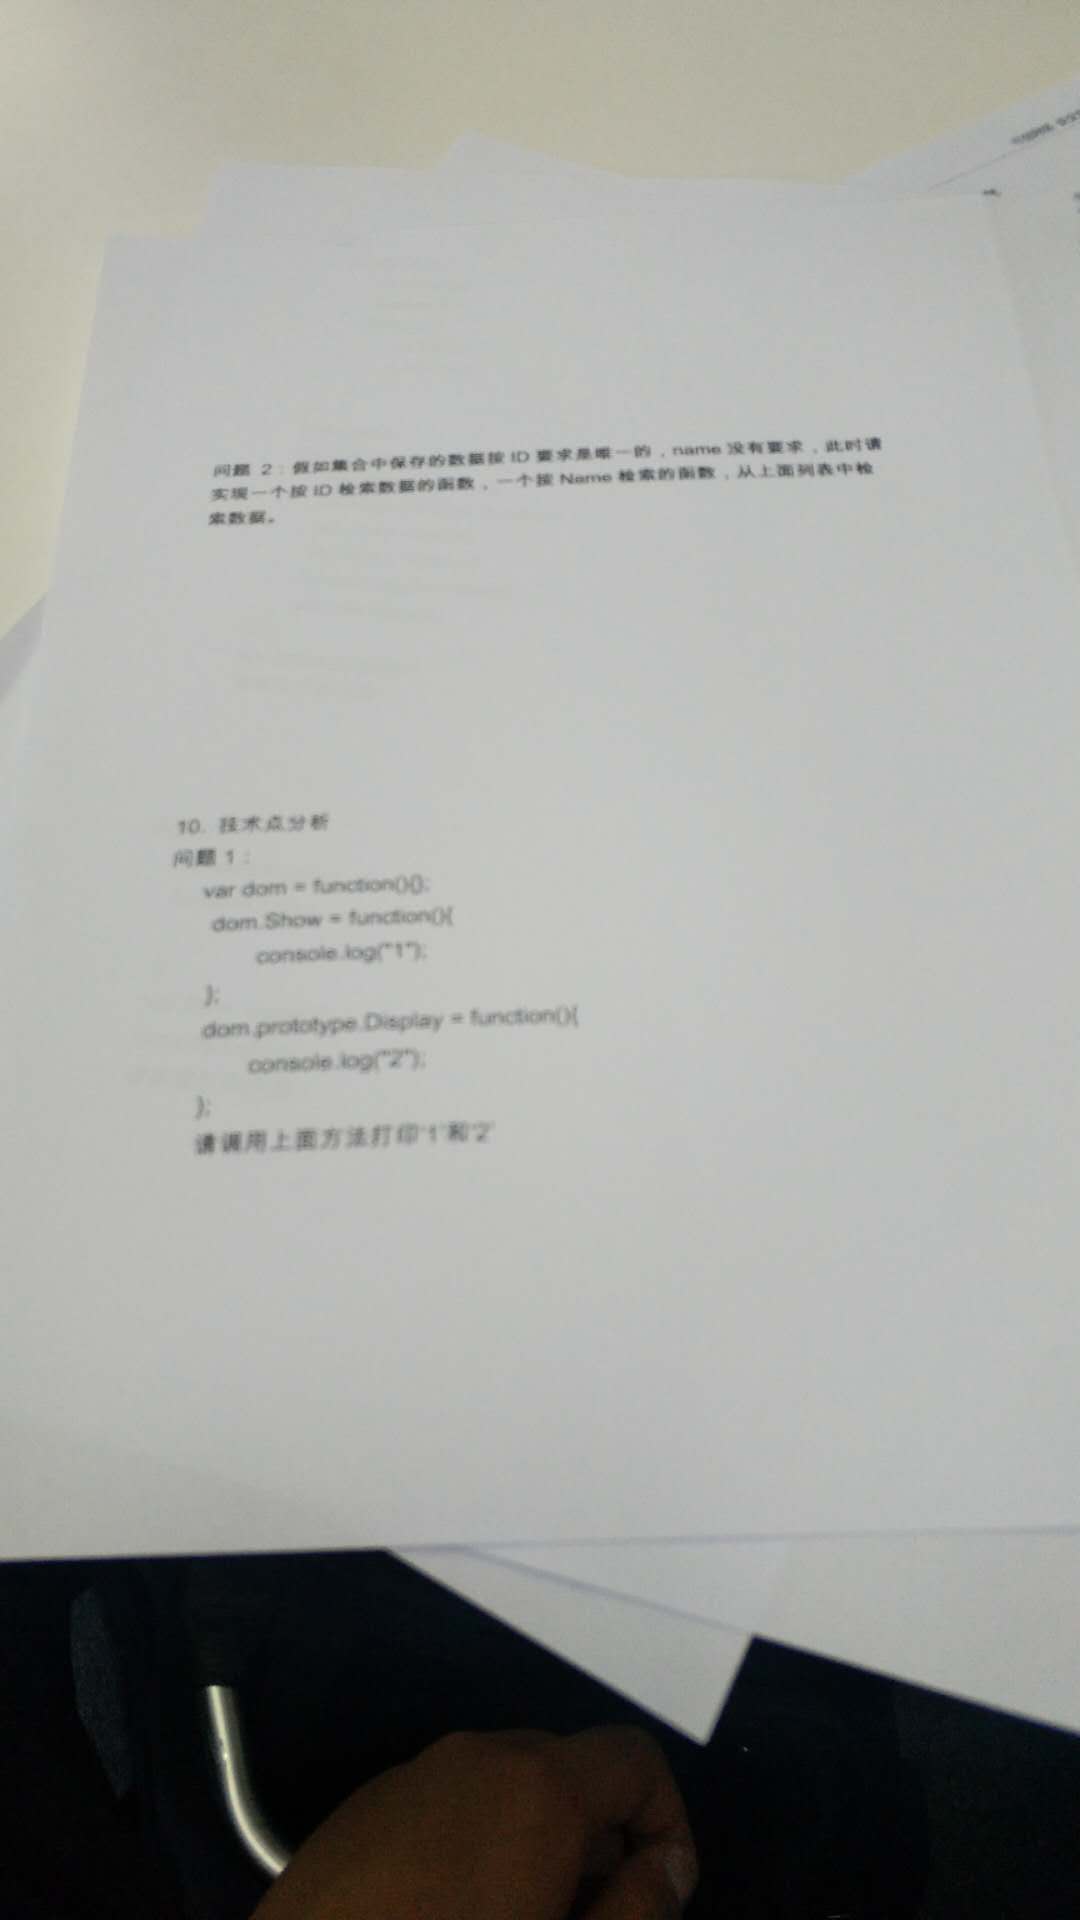 问题 2：假如集合中保存的数据按 ID 要求是唯一的，name 没有要求，此时请
实现一个按 ID 检索数据的函数，一个按 Name 检索的函数，从上面列表中检
索数据。
10. 技术点分析
问题 1：
var dom = function(){};
dom.Show = function(){
console.log("1");
};
dom.prototype.Display = function(){
console.log("2");
};
请调用上面方法打印'1'和'2'